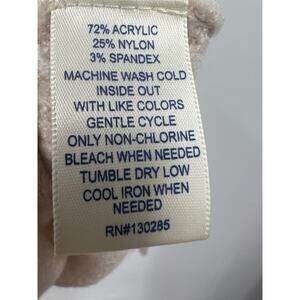 72% ACRYLIC
25% NYLON
3% SPANDEX
MACHINE WASH COLD
INSIDE OUT
WITH LIKE COLORS
GENTLE CYCLE
ONLY NON-CHLORINE
BLEACH WHEN NEEDED
TUMBLE DRY LOW
COOL IRON WHEN
NEEDED
RN#130285